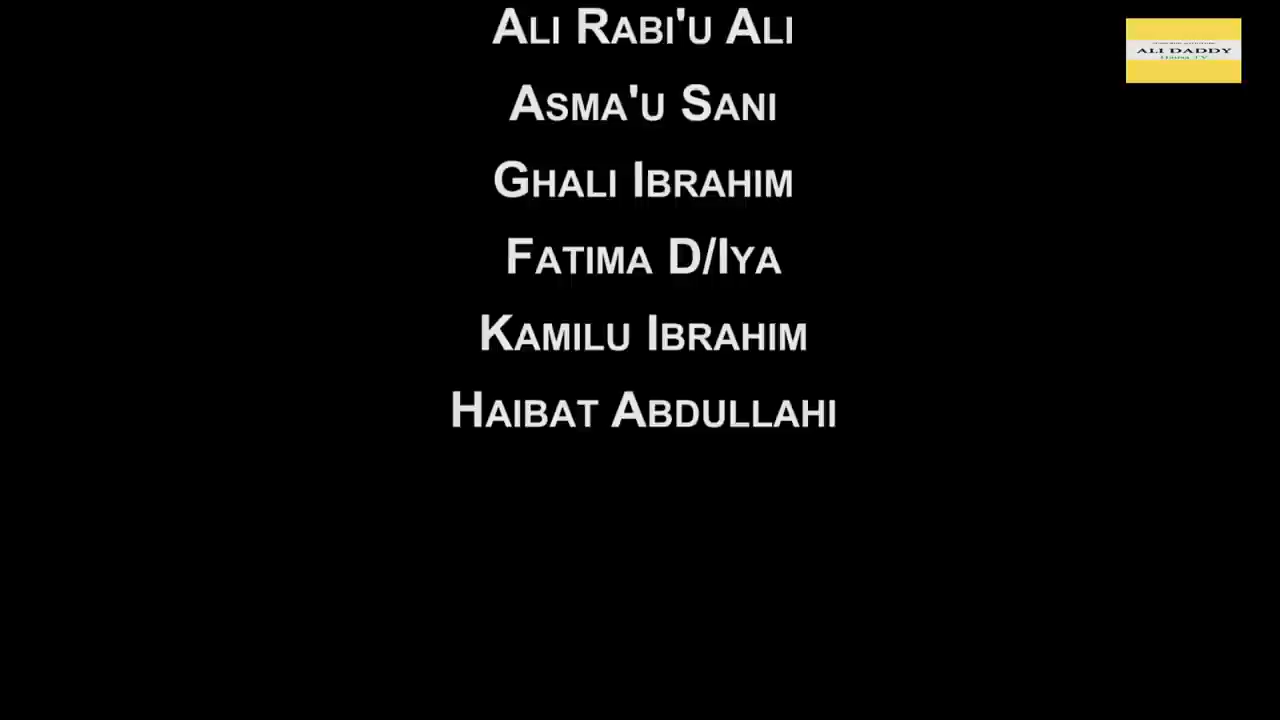 Ali Rabi'u Ali
Asma'u Sani
Ghali Ibrahim
Fatima D/Iya
Kamilu Ibrahim
Haibat Abdullahi
ALI DADDY